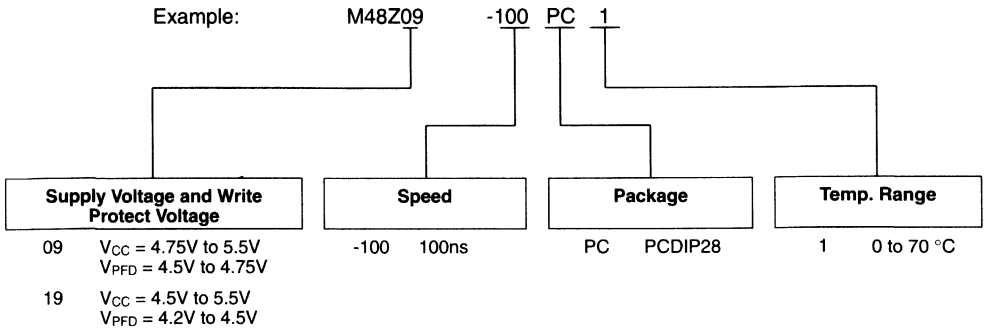 Example: M48Z09 -100 PC 1
Supply Voltage and Write
Protect Voltage
Speed
Package
Temp. Range
09 VCC = 4.75V to 5.5V
VPFD = 4.5V to 4.75V
19 VCC = 4.5V to 5.5V
VPFD = 4.2V to 4.5V
-100 100ns
PC PCDIP28
1 0 to 70 °C